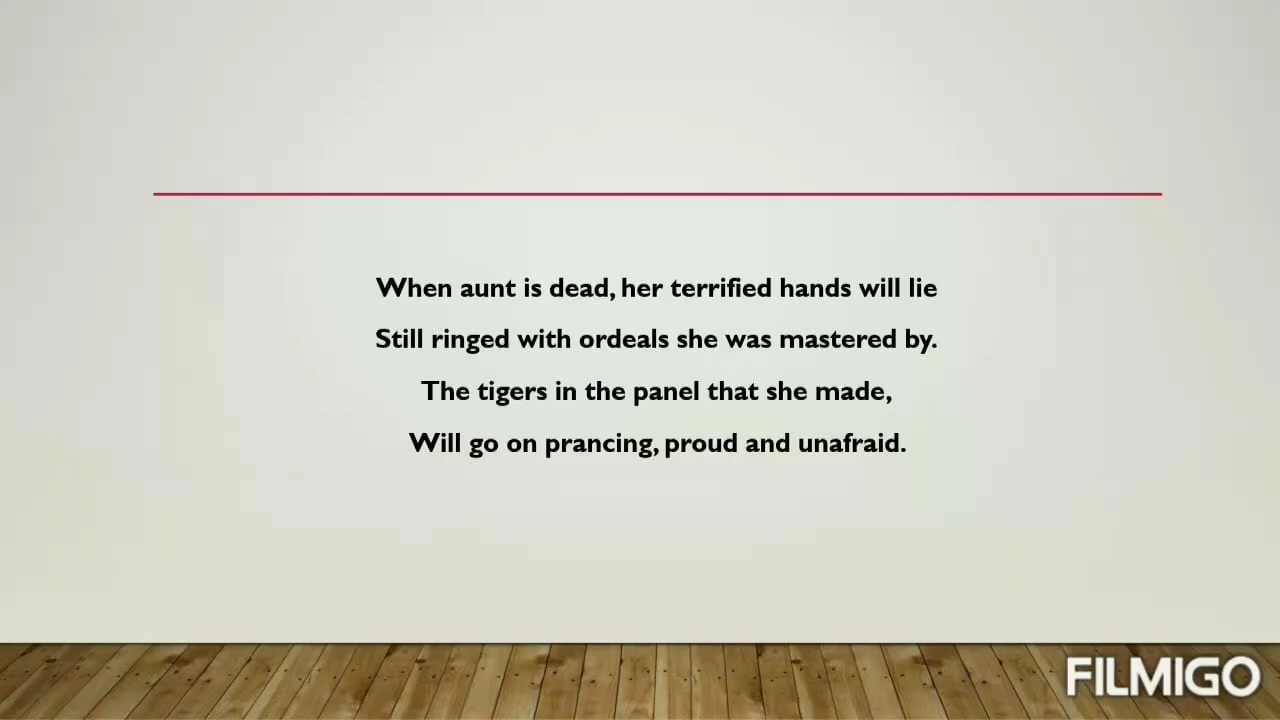 When aunt is dead, her terrified hands will lie
Still ringed with ordeals she was mastered by.
The tigers in the panel that she made,
Will go on prancing, proud and unafraid.
FILMIGO